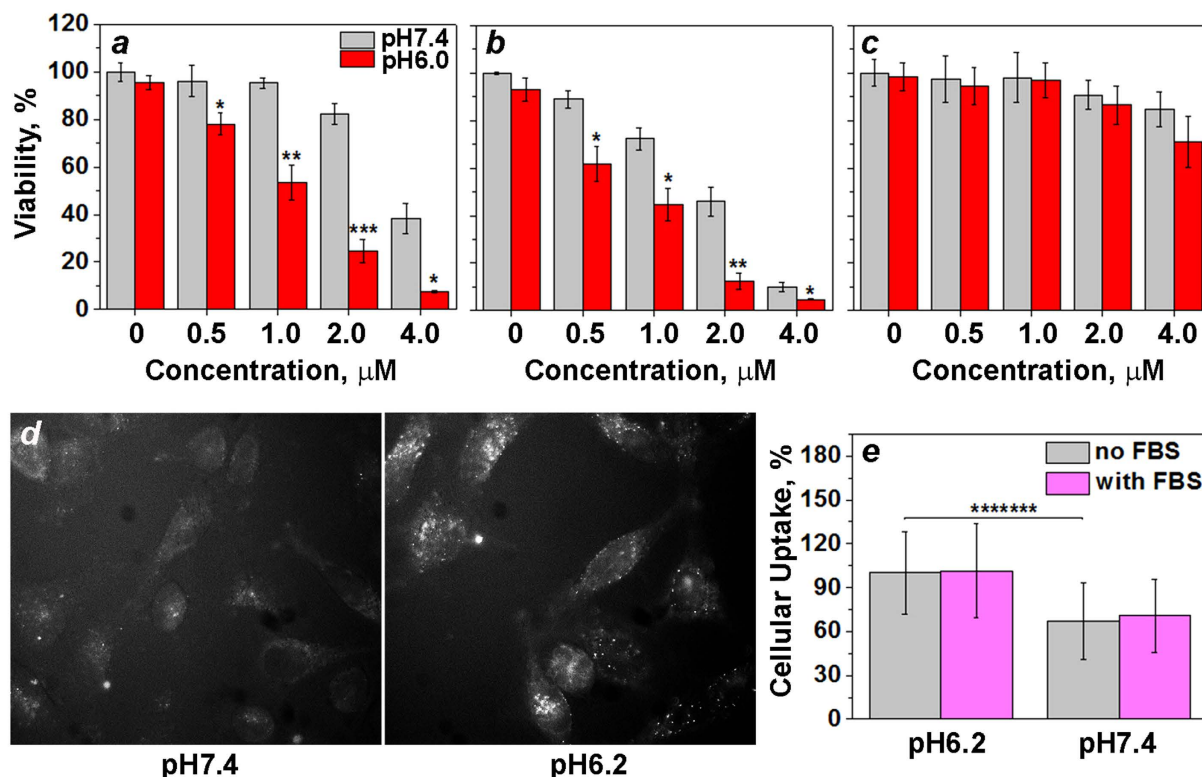 120
100
80
60
40
20
0
Viability, %
a
pH7.4
pH6.0
*
**
***
*
0 0.5 1.0 2.0 4.0
Concentration, μM
b
*
*
**
*
0 0.5 1.0 2.0 4.0
Concentration, μM
c
0 0.5 1.0 2.0 4.0
Concentration, μM
d
pH7.4
pH6.2
180
150
120
90
60
30
0
Cellular Uptake, %
e
no FBS
with FBS
*******
pH6.2 pH7.4